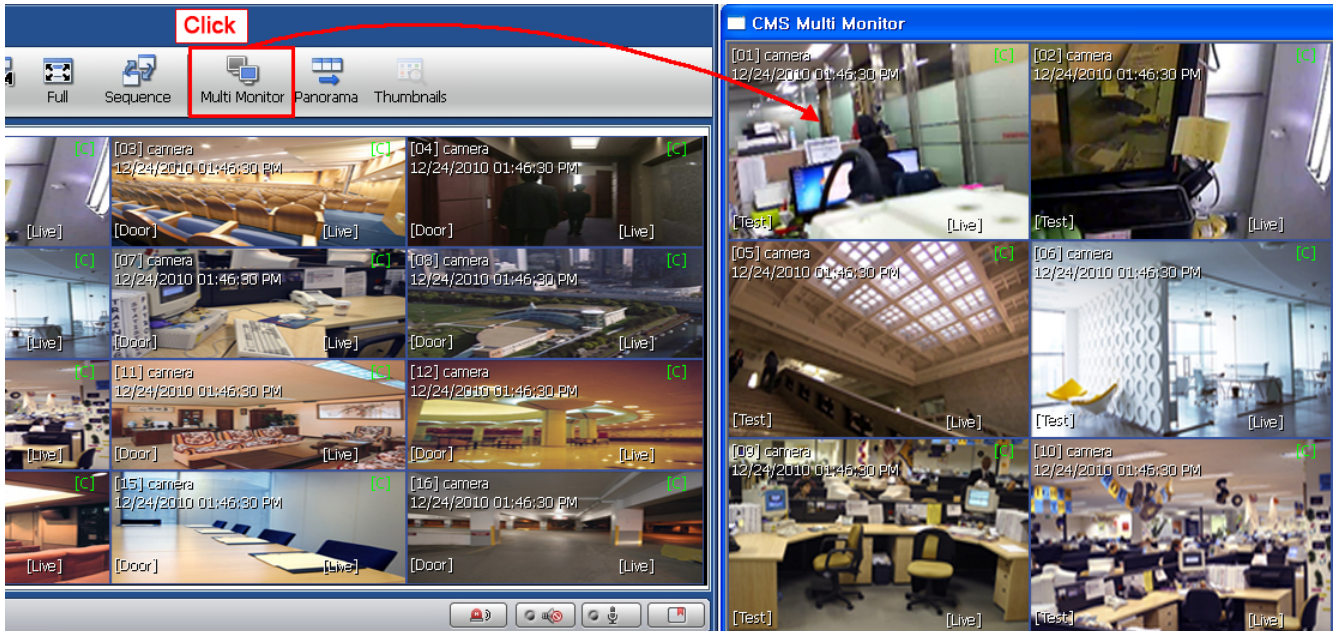 Click
Full
Sequence
Multi Monitor
Panorama
Thumbnails
[C]
[Live]
[03] camera [C]
12/24/2010 01:46:30 PM
[Door] [Live]
[04] camera [C]
12/24/2010 01:46:30 PM
[Door] [Live]
[C]
[Live]
[07] camera [C]
12/24/2010 01:46:30 PM
[Door] [Live]
[08] camera [C]
12/24/2010 01:46:30 PM
[Door] [Live]
[C]
[Live]
[11] camera [C]
12/24/2010 01:46:30 PM
[Door] [Live]
[12] camera [C]
12/24/2010 01:46:30 PM
[Door] [Live]
[C]
[Live]
[15] camera [C]
12/24/2010 01:46:30 PM
[Door] [Live]
[16] camera [C]
12/24/2010 01:46:30 PM
[Door] [Live]
CMS Multi Monitor
[01] camera [C]
12/24/2010 01:46:30 PM
[Test] [Live]
[02] camera [C]
12/24/2010 01:46:30 PM
[Test] [Live]
[05] camera [C]
12/24/2010 01:46:30 PM
[Test] [Live]
[06] camera [C]
12/24/2010 01:46:30 PM
[Test] [Live]
[09] camera [C]
12/24/2010 01:46:30 PM
[Test] [Live]
[10] camera [C]
12/24/2010 01:46:30 PM
[Test] [Live]